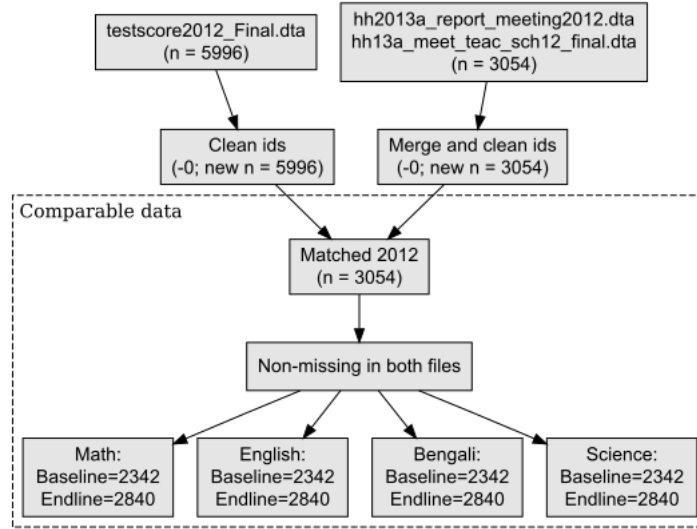 testscore2012_Final.dta
(n = 5996)
hh2013a_report_meeting2012.dta
hh13a_meet_teac_sch12_final.dta
(n = 3054)
Clean ids
(-0; new n = 5996)
Merge and clean ids
(-0; new n = 3054)
Comparable data
Matched 2012
(n = 3054)
Non-missing in both files
Math:
Baseline=2342
Endline=2840
English:
Baseline=2342
Endline=2840
Bengali:
Baseline=2342
Endline=2840
Science:
Baseline=2342
Endline=2840